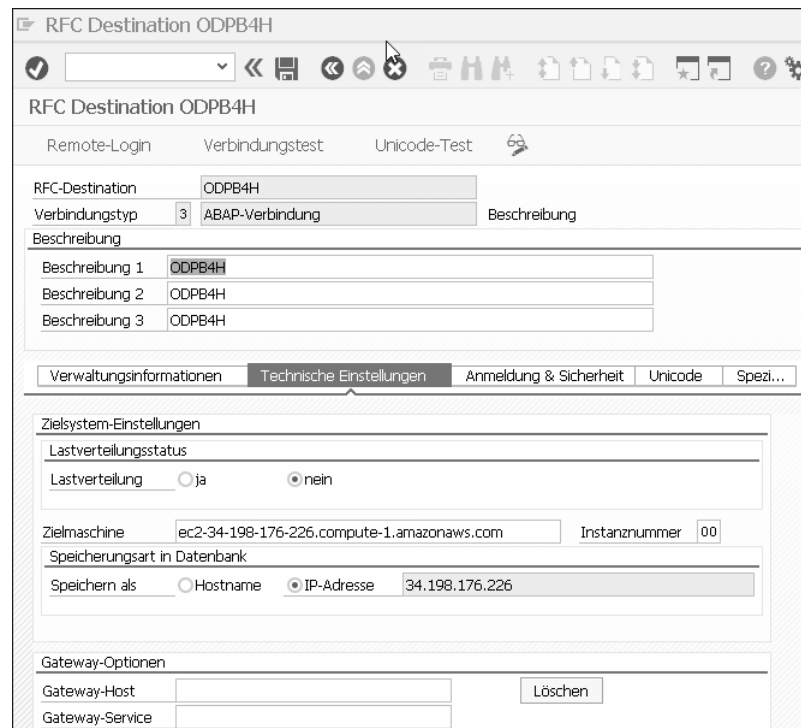 RFC Destination ODPB4H
RFC Destination ODPB4H
Remote-Login Verbindungstest Unicode-Test
RFC-Destination ODPB4H
Verbindungstyp 3 ABAP-Verbindung Beschreibung
Beschreibung
Beschreibung 1 ODPB4H
Beschreibung 2 ODPB4H
Beschreibung 3 ODPB4H
Verwaltungsinformationen Technische Einstellungen Anmeldung & Sicherheit Unicode Spezi...
Zielsystem-Einstellungen
Lastverteilungsstatus
Lastverteilung ja nein
Zielmaschine ec2-34-198-176-226.compute-1.amazonaws.com Instanznummer 00
Speicherungsart in Datenbank
Speichern als Hostname IP-Adresse 34.198.176.226
Gateway-Optionen
Gateway-Host Löschen
Gateway-Service